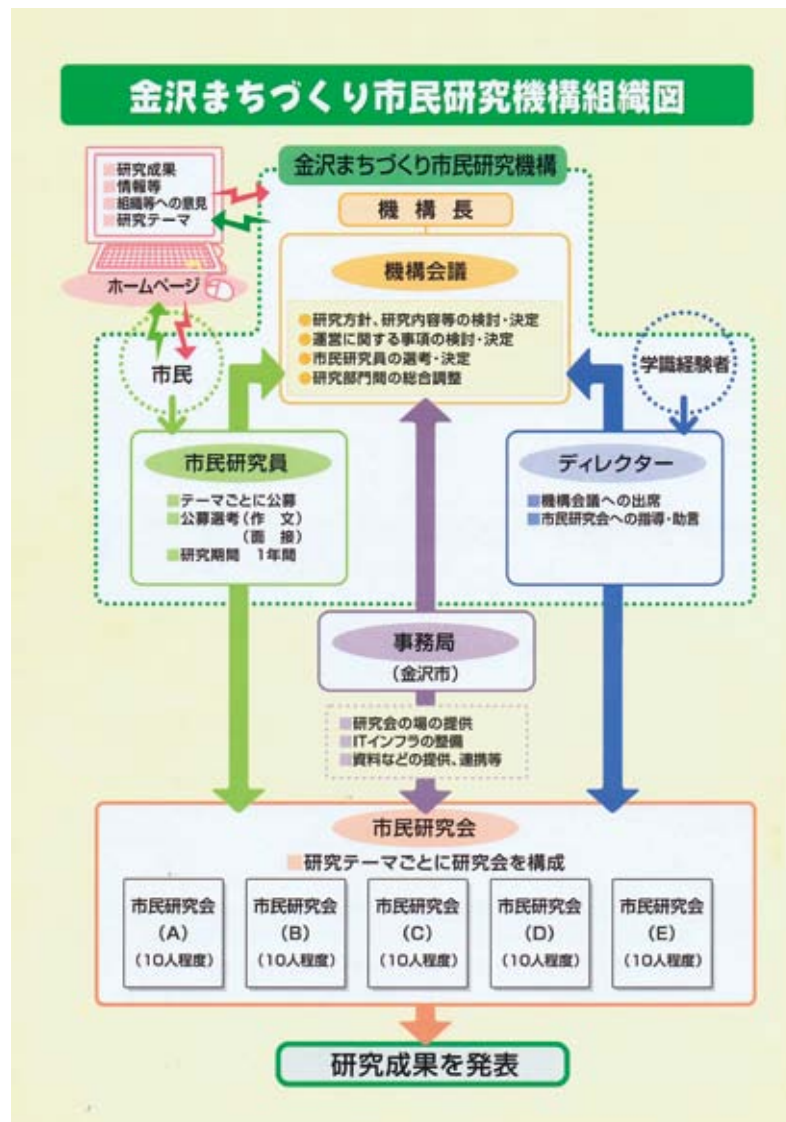 金沢まちづくり市民研究機構組織図
研究成果
情報等
組織等への意見
研究テーマ
ホームページ
市民
金沢まちづくり市民研究機構
機構長
機構会議
●研究方針、研究内容等の検討・決定
●運営に関する事項の検討・決定
●市民研究員の選考・決定
●研究部門間の総合調整
学識経験者
市民研究員
■テーマごとに公募
■公募選考（作　文）
（面　接）
■研究期間　1年間
ディレクター
■機構会議への出席
■市民研究会への指導・助言
事務局
（金沢市）
■研究会の場の提供
■ITインフラの整備
■資料などの提供、連携等
市民研究会
■研究テーマごとに研究会を構成
市民研究会
（A）
（10人程度）
市民研究会
（B）
（10人程度）
市民研究会
（C）
（10人程度）
市民研究会
（D）
（10人程度）
市民研究会
（E）
（10人程度）
研究成果を発表